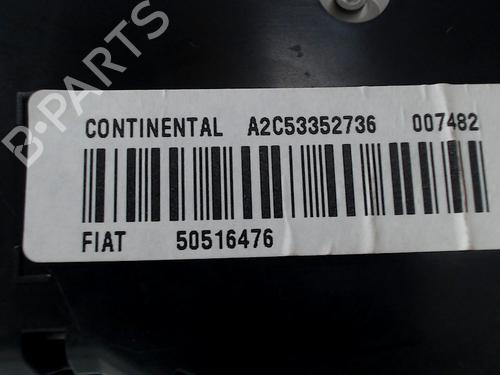 CONTINENTAL A2C53352736 007482
FIAT 50516476
B-PARTS